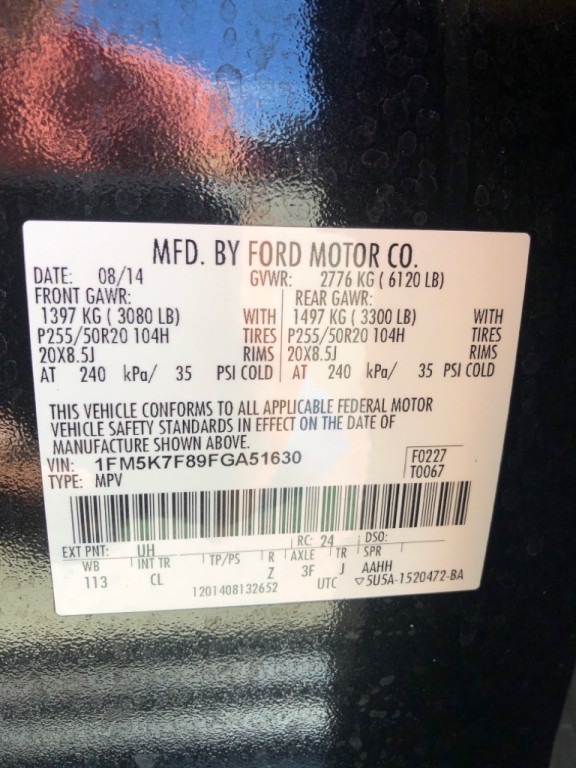 MFD. BY FORD MOTOR CO.
DATE: 08/14 GVWR: 2776 KG ( 6120 LB)
FRONT GAWR: REAR GAWR:
1397 KG ( 3080 LB) WITH 1497 KG ( 3300 LB) WITH
P255/50R20 104H TIRES P255/50R20 104H TIRES
20X8.5J RIMS 20X8.5J RIMS
AT 240 kPa/ 35 PSI COLD AT 240 kPa/ 35 PSI COLD
THIS VEHICLE CONFORMS TO ALL APPLICABLE FEDERAL MOTOR
VEHICLE SAFETY STANDARDS IN EFFECT ON THE DATE OF
MANUFACTURE SHOWN ABOVE.
VIN: 1FM5K7F89FGA51630 F0227
TYPE: MPV T0067
EXT PNT: UH RC: 24 DSO:
WB INT TR TP/PS R AXLE TR SPR
113 CL Z 3F J AAHH
1201408132652 UTC ▽5U5A-1520472-BA